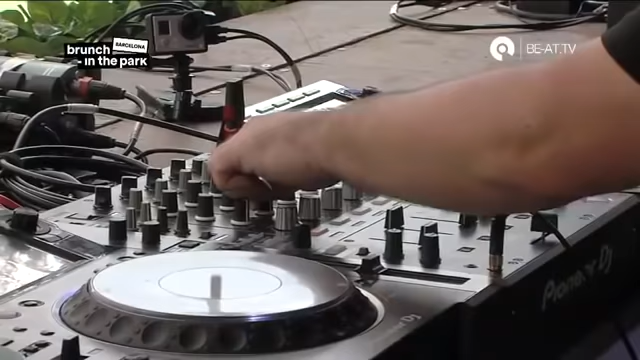 brunch
BARCELONA
in the park
BE-AT.TV
Pioneer Dj